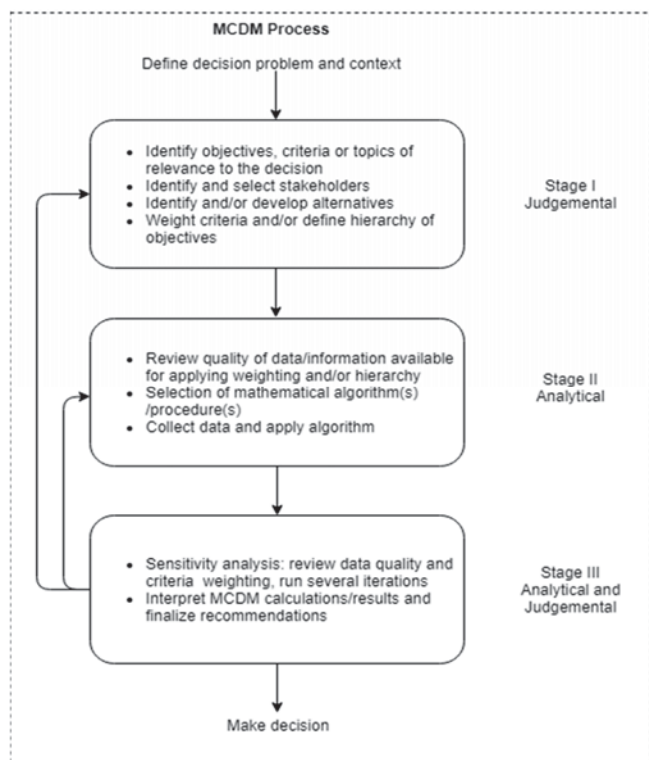 MCDM Process
Define decision problem and context
• Identify objectives, criteria or topics of
relevance to the decision
• Identify and select stakeholders
• Identify and/or develop alternatives
• Weight criteria and/or define hierarchy of
objectives
Stage I
Judgemental
• Review quality of data/information available
for applying weighting and/or hierarchy
• Selection of mathematical algorithm(s)
/procedure(s)
• Collect data and apply algorithm
Stage II
Analytical
• Sensitivity analysis: review data quality and
criteria weighting, run several iterations
• Interpret MCDM calculations/results and
finalize recommendations
Stage III
Analytical and
Judgemental
Make decision